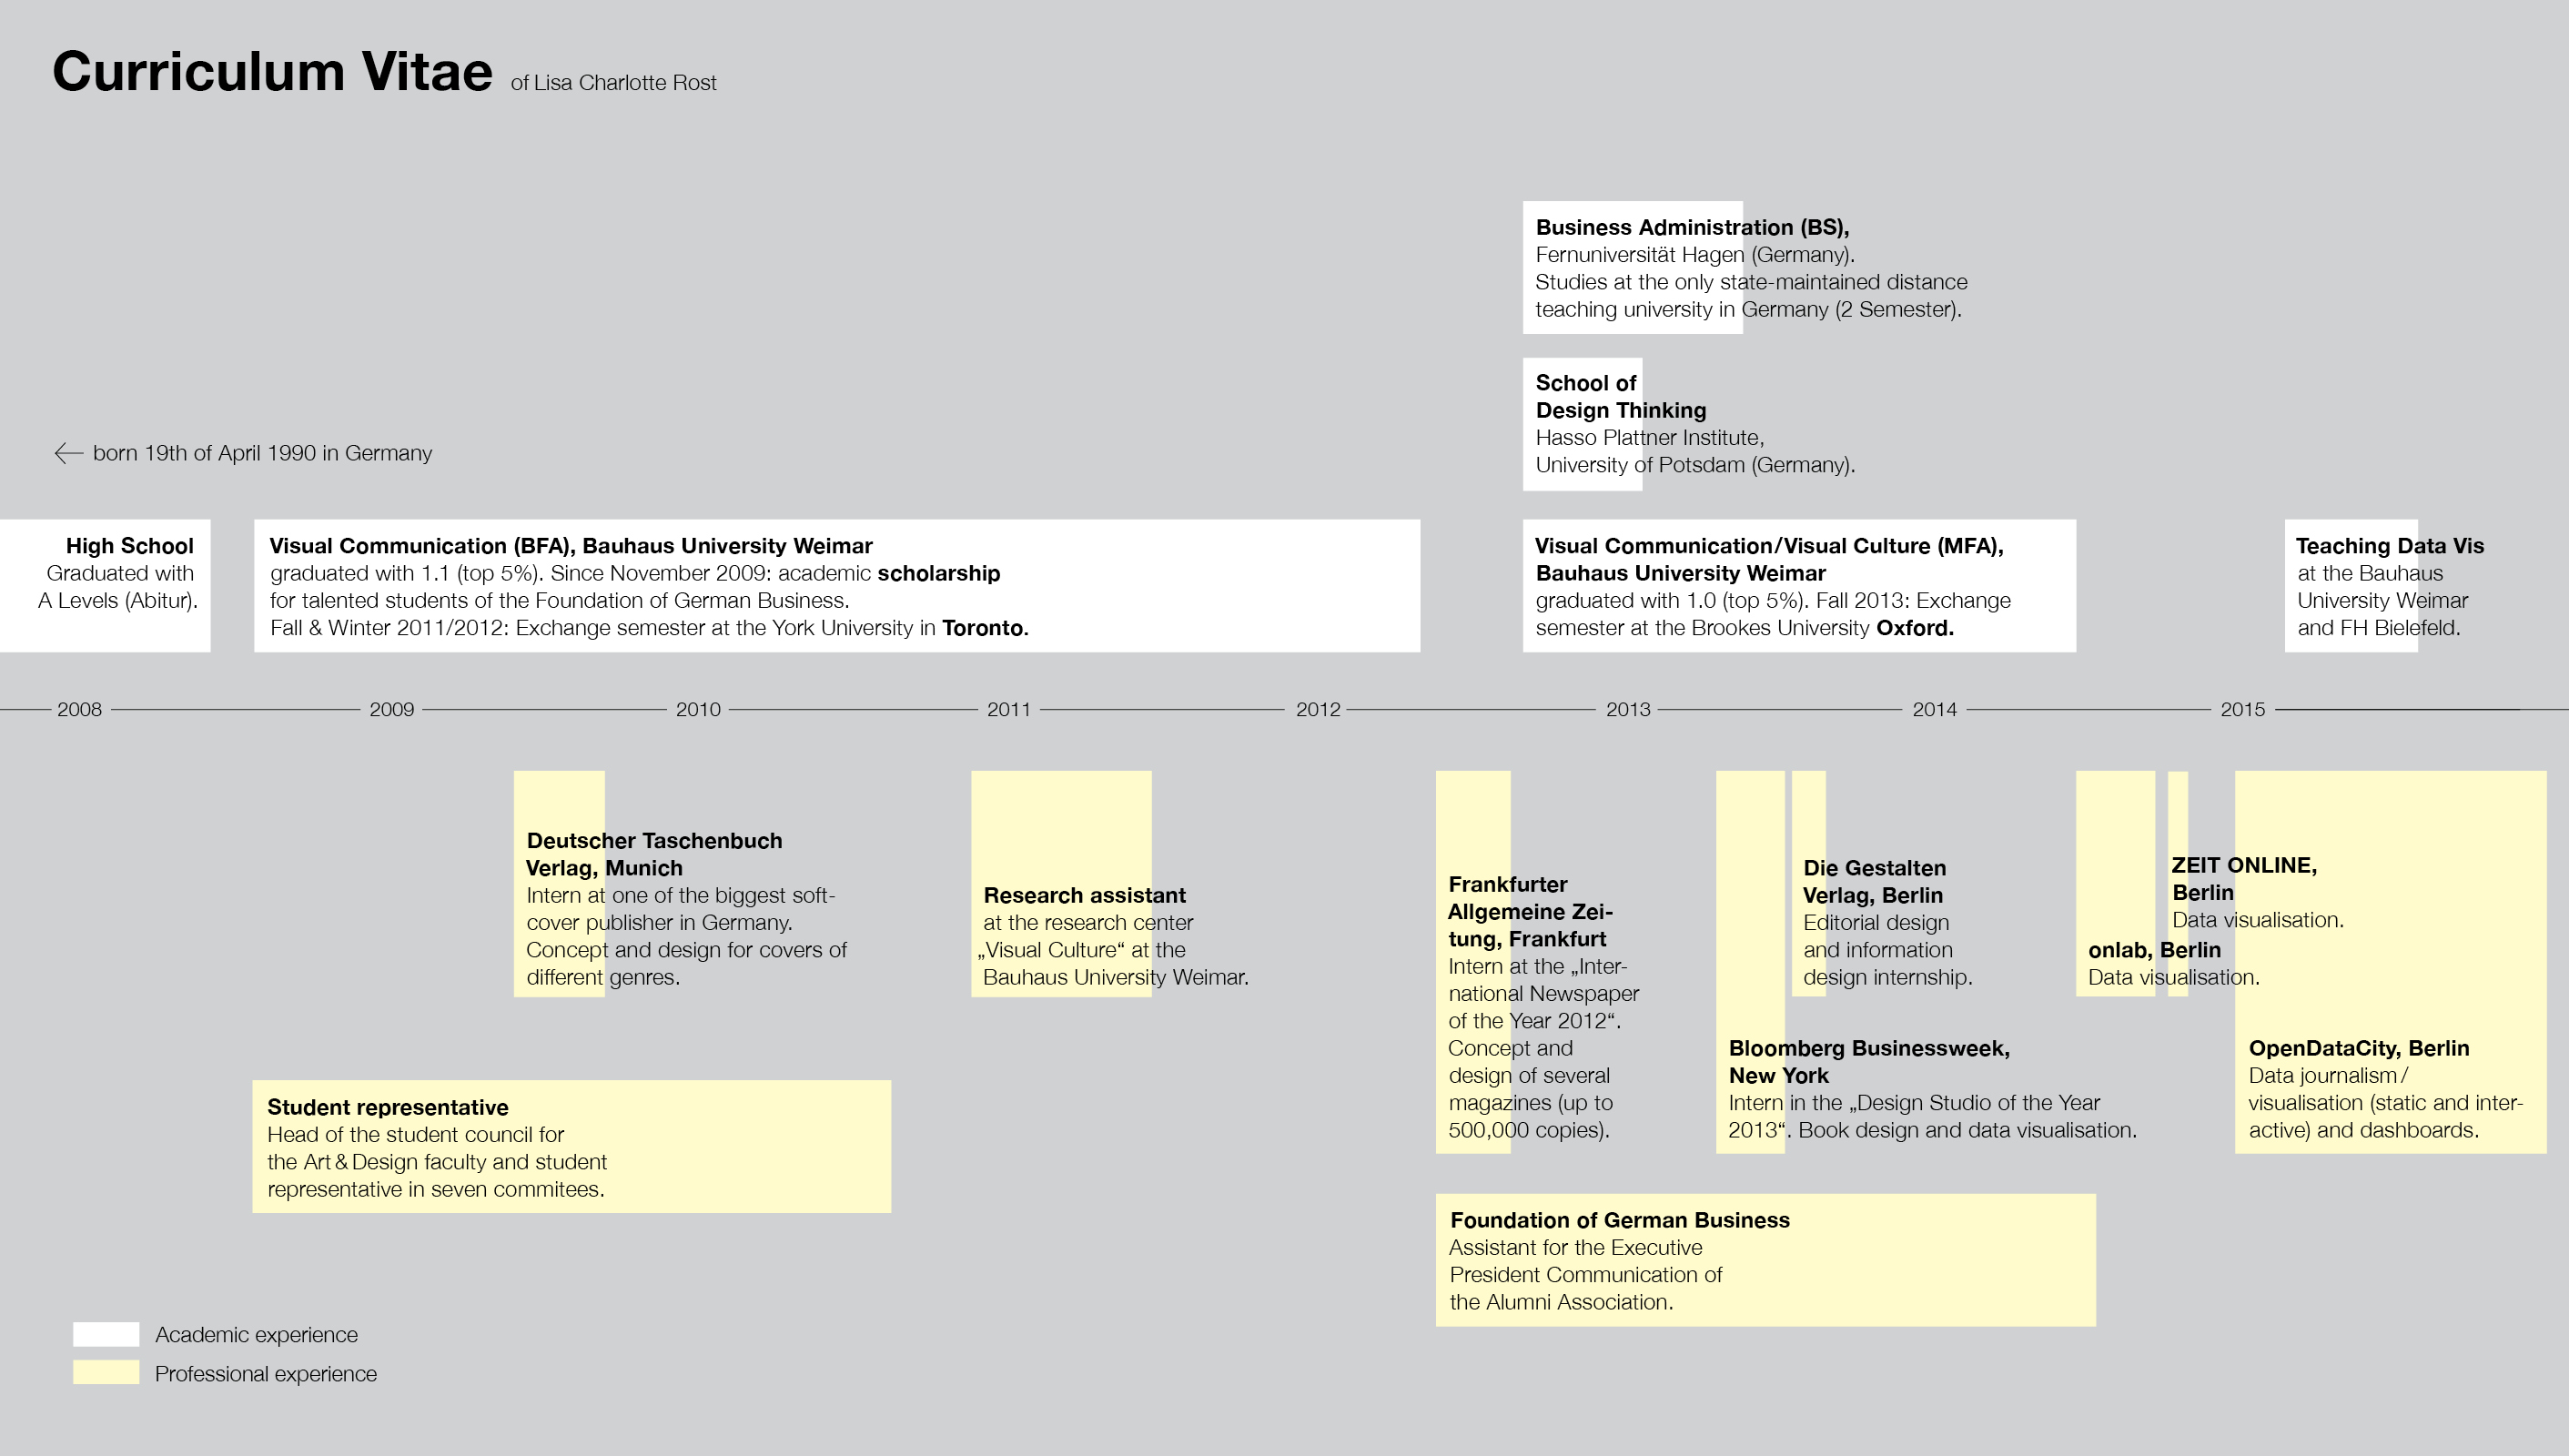 Curriculum Vitae of Lisa Charlotte Rost
Business Administration (BS),
Fernuniversität Hagen (Germany).
Studies at the only state-maintained distance
teaching university in Germany (2 Semester).
School of
Design Thinking
Hasso Plattner Institute,
University of Potsdam (Germany).
← born 19th of April 1990 in Germany
High School
Graduated with
A Levels (Abitur).
Visual Communication (BFA), Bauhaus University Weimar
graduated with 1.1 (top 5%). Since November 2009: academic scholarship
for talented students of the Foundation of German Business.
Fall & Winter 2011/2012: Exchange semester at the York University in Toronto.
Visual Communication/Visual Culture (MFA),
Bauhaus University Weimar
graduated with 1.0 (top 5%). Fall 2013: Exchange
semester at the Brookes University Oxford.
Teaching Data Vis
at the Bauhaus
University Weimar
and FH Bielefeld.
2008 2009 2010 2011 2012 2013 2014 2015
Deutscher Taschenbuch
Verlag, Munich
Intern at one of the biggest soft-
cover publisher in Germany.
Concept and design for covers of
different genres.
Research assistant
at the research center
„Visual Culture“ at the
Bauhaus University Weimar.
Frankfurter
Allgemeine Zei-
tung, Frankfurt
Intern at the „Inter-
national Newspaper
of the Year 2012“.
Concept and
design of several
magazines (up to
500,000 copies).
Die Gestalten
Verlag, Berlin
Editorial design
and information
design internship.
ZEIT ONLINE,
Berlin
Data visualisation.
onlab, Berlin
Data visualisation.
Bloomberg Businessweek,
New York
Intern in the „Design Studio of the Year
2013“. Book design and data visualisation.
OpenDataCity, Berlin
Data journalism/
visualisation (static and inter-
active) and dashboards.
Student representative
Head of the student council for
the Art & Design faculty and student
representative in seven commitees.
Foundation of German Business
Assistant for the Executive
President Communication of
the Alumni Association.
Academic experience
Professional experience